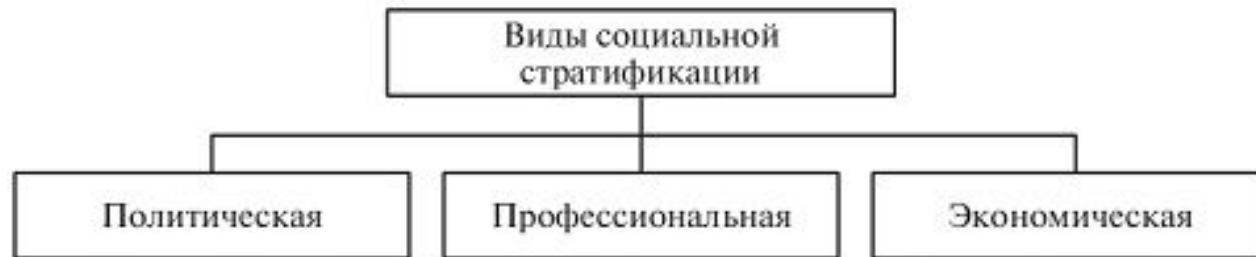 Виды социальной
стратификации
Политическая
Профессиональная
Экономическая